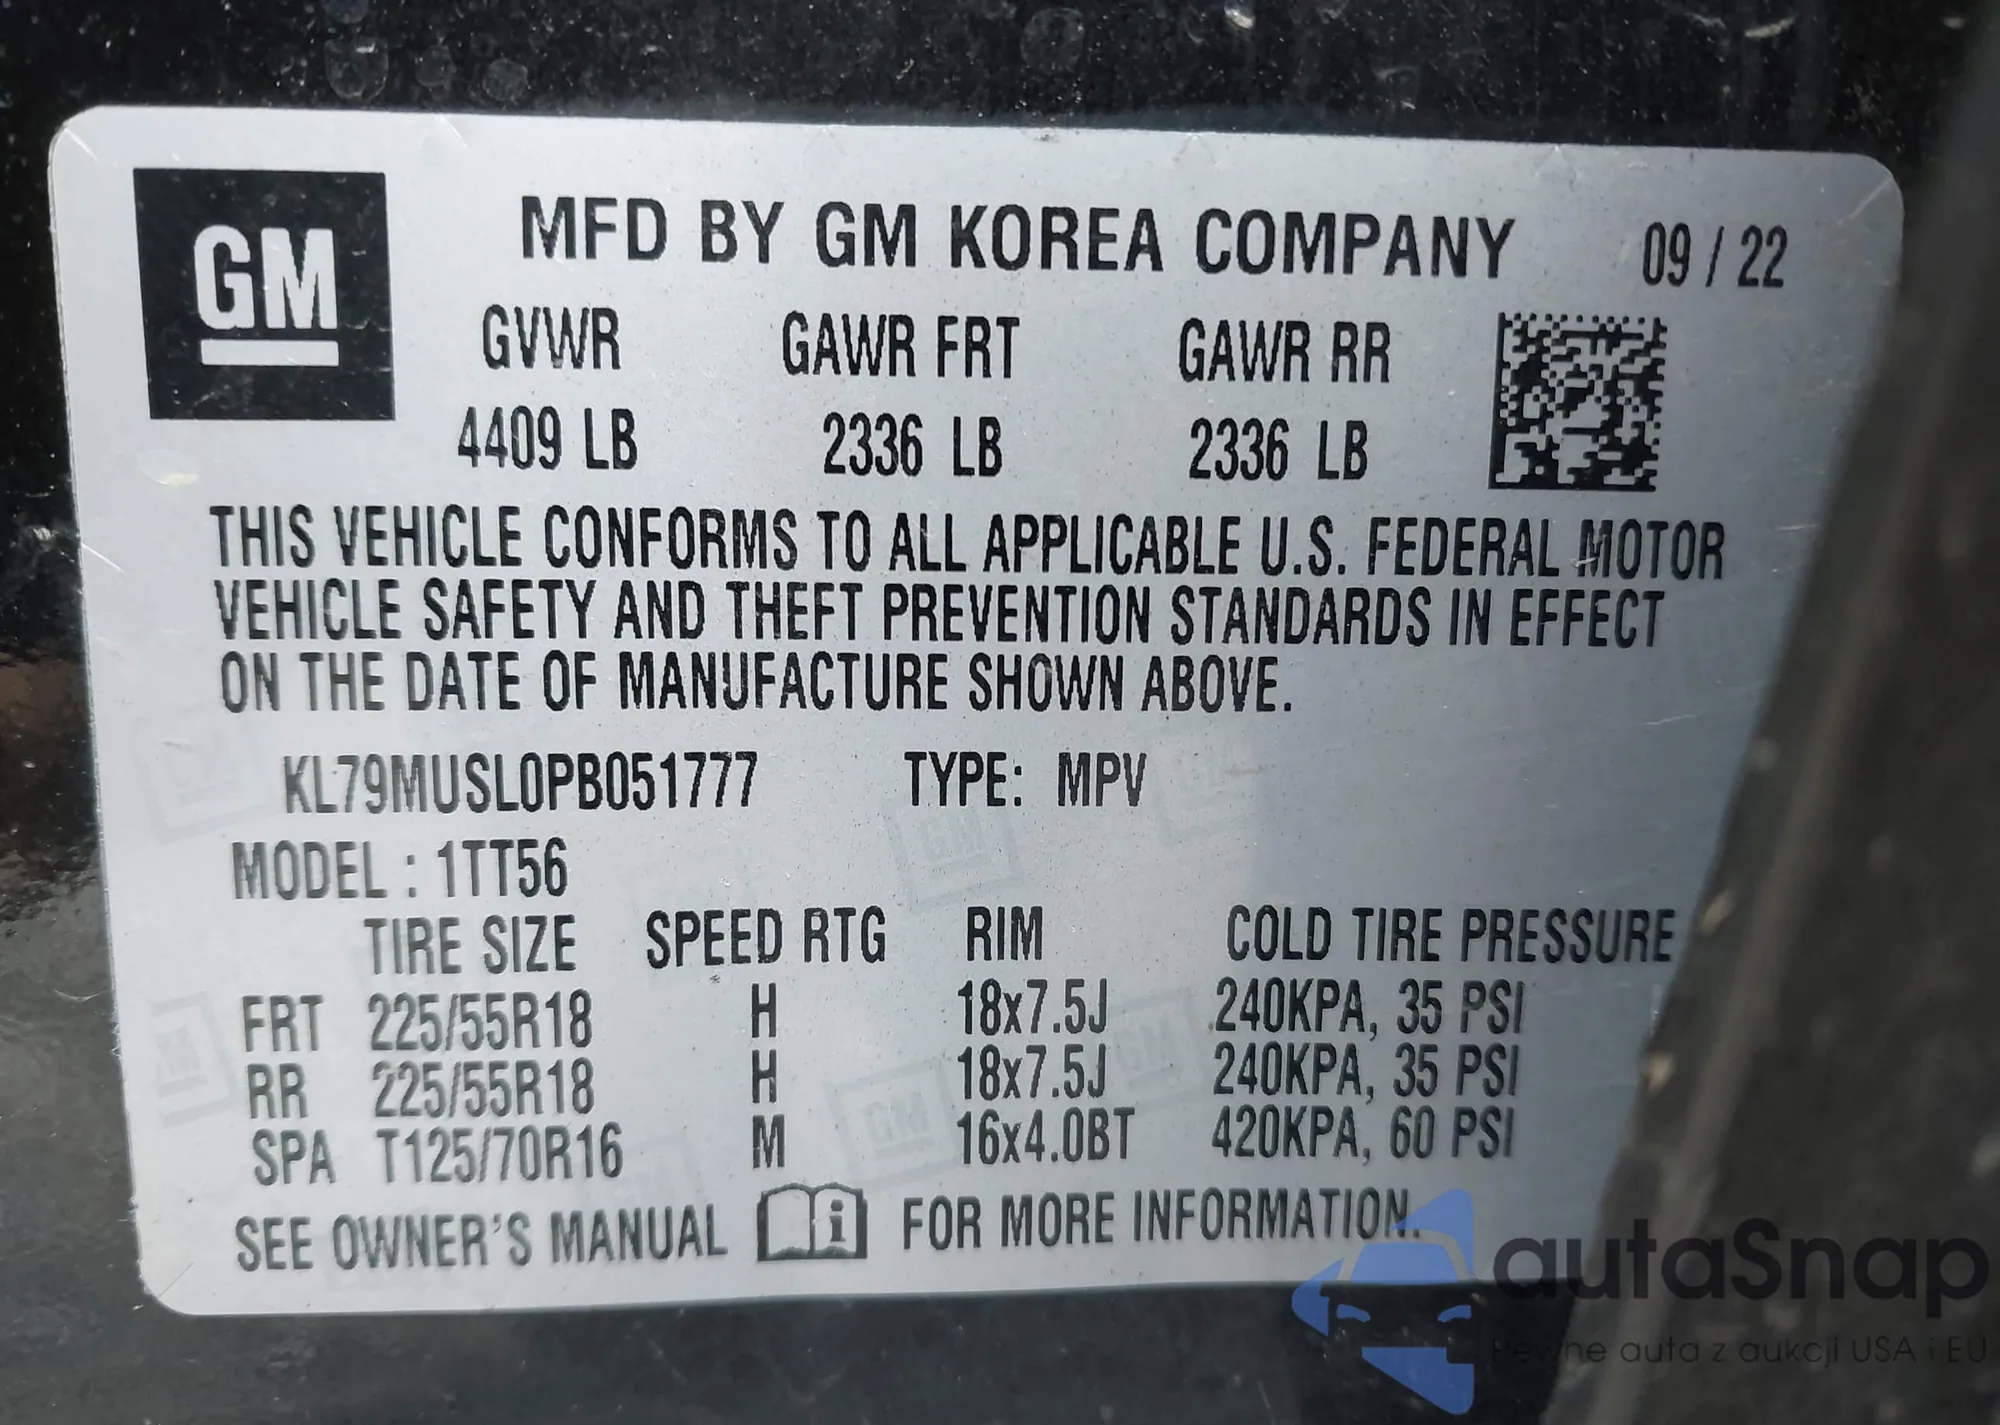 GM
MFD BY GM KOREA COMPANY 09 / 22
GVWR GAWR FRT GAWR RR
4409 LB 2336 LB 2336 LB
THIS VEHICLE CONFORMS TO ALL APPLICABLE U.S. FEDERAL MOTOR
VEHICLE SAFETY AND THEFT PREVENTION STANDARDS IN EFFECT
ON THE DATE OF MANUFACTURE SHOWN ABOVE.
KL79MUSL0PB051777 TYPE: MPV
MODEL : 1TT56
TIRE SIZE SPEED RTG RIM COLD TIRE PRESSURE
FRT 225/55R18 H 18x7.5J 240KPA, 35 PSI
RR 225/55R18 H 18x7.5J 240KPA, 35 PSI
SPA T125/70R16 M 16x4.0BT 420KPA, 60 PSI
SEE OWNER'S MANUAL i FOR MORE INFORMATION.
autaSnap
Pewne auta z aukcji USA i EU